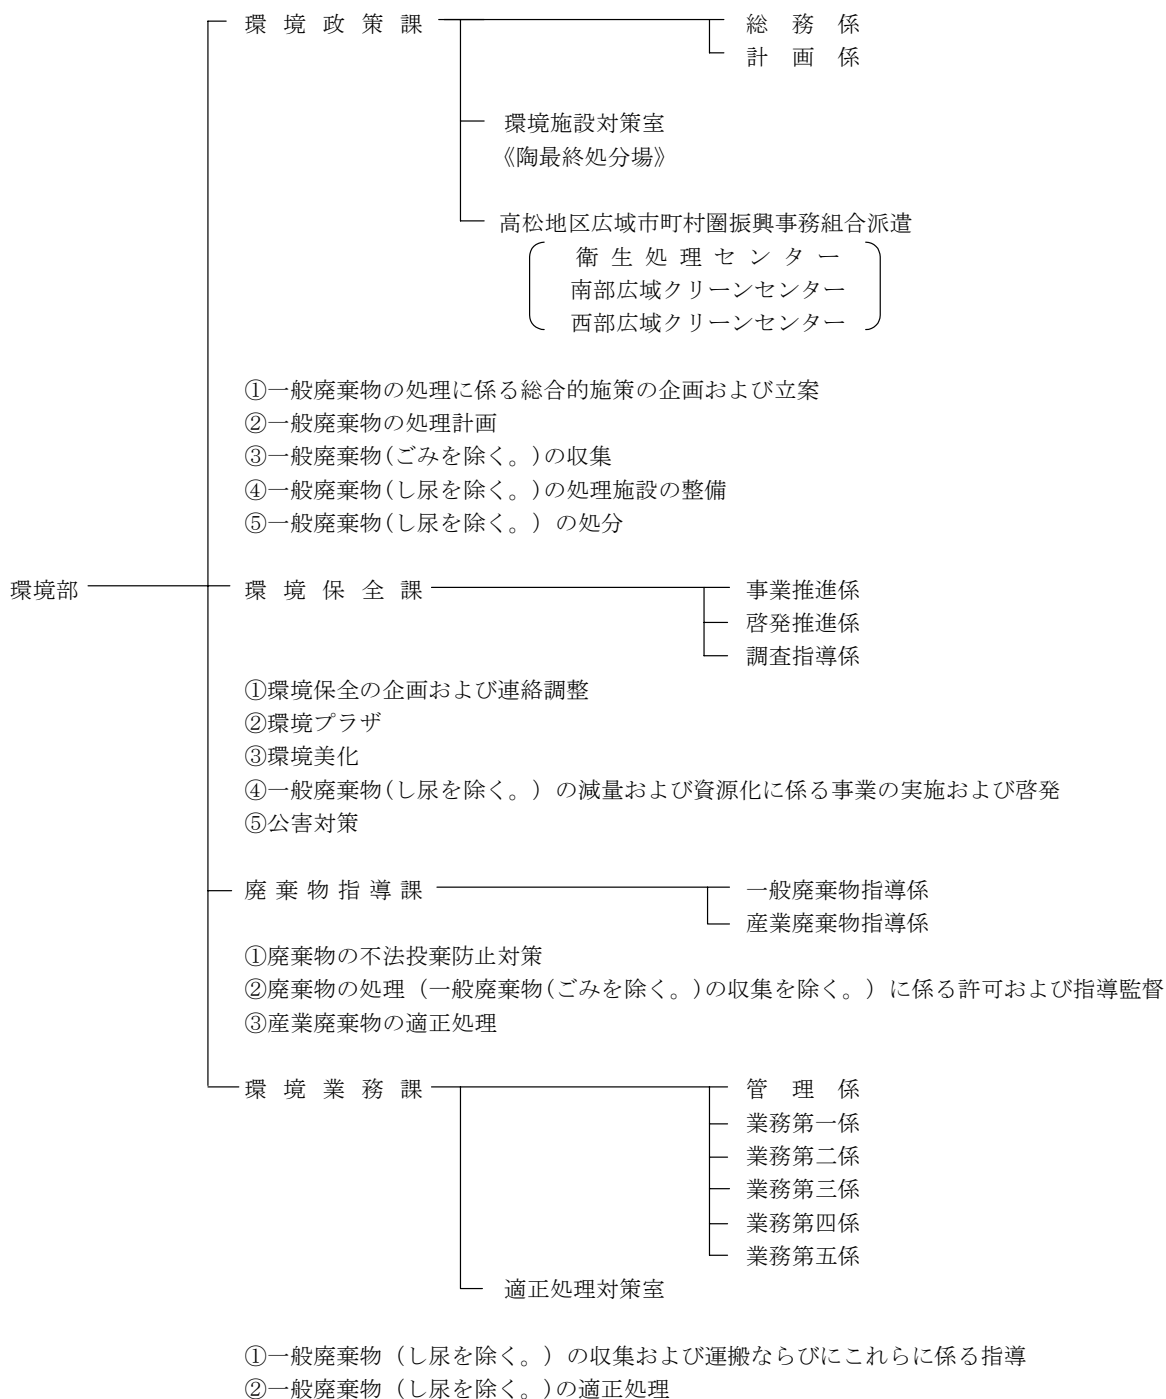 環境政策課 総務係
計画係
環境施設対策室
《陶最終処分場》
高松地区広域市町村圏振興事務組合派遣
衛生処理センター
南部広域クリーンセンター
西部広域クリーンセンター
①一般廃棄物の処理に係る総合的施策の企画および立案
②一般廃棄物の処理計画
③一般廃棄物(ごみを除く。)の収集
④一般廃棄物(し尿を除く。)の処理施設の整備
⑤一般廃棄物(し尿を除く。) の処分
環境部 環境保全課 事業推進係
啓発推進係
調査指導係
①環境保全の企画および連絡調整
②環境プラザ
③環境美化
④一般廃棄物(し尿を除く。) の減量および資源化に係る事業の実施および啓発
⑤公害対策
廃棄物指導課 一般廃棄物指導係
産業廃棄物指導係
①廃棄物の不法投棄防止対策
②廃棄物の処理 (一般廃棄物(ごみを除く。)の収集を除く。) に係る許可および指導監督
③産業廃棄物の適正処理
環境業務課 管理係
業務第一係
業務第二係
業務第三係
業務第四係
業務第五係
適正処理対策室
①一般廃棄物 (し尿を除く。) の収集および運搬ならびにこれらに係る指導
②一般廃棄物 (し尿を除く。)の適正処理